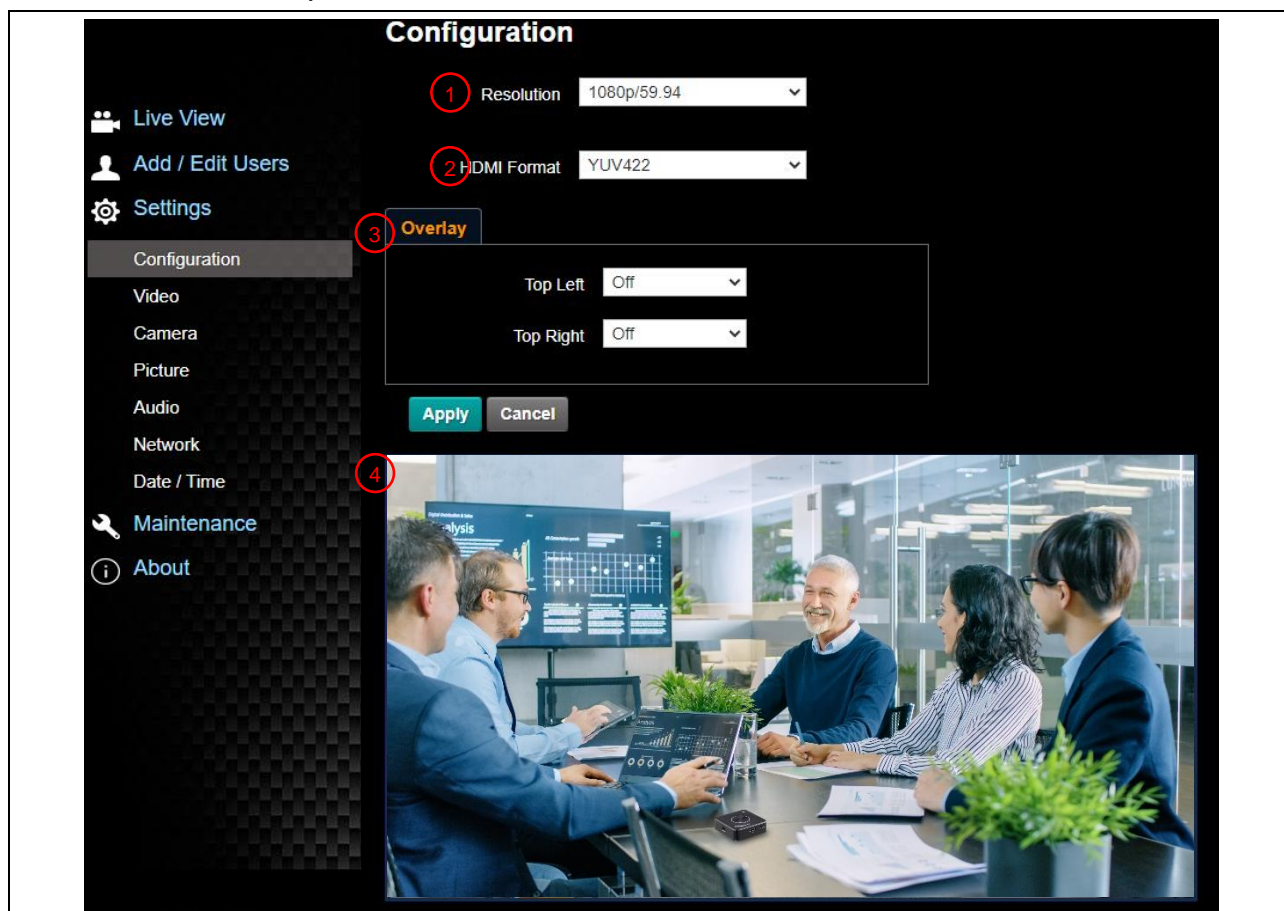 Configuration
1 Resolution 1080p/59.94
2 HDMI Format YUV422
3 Overlay
Top Left Off
Top Right Off
Apply Cancel
4
Live View
Add / Edit Users
Settings
Configuration
Video
Camera
Picture
Audio
Network
Date / Time
Maintenance
About
alysis